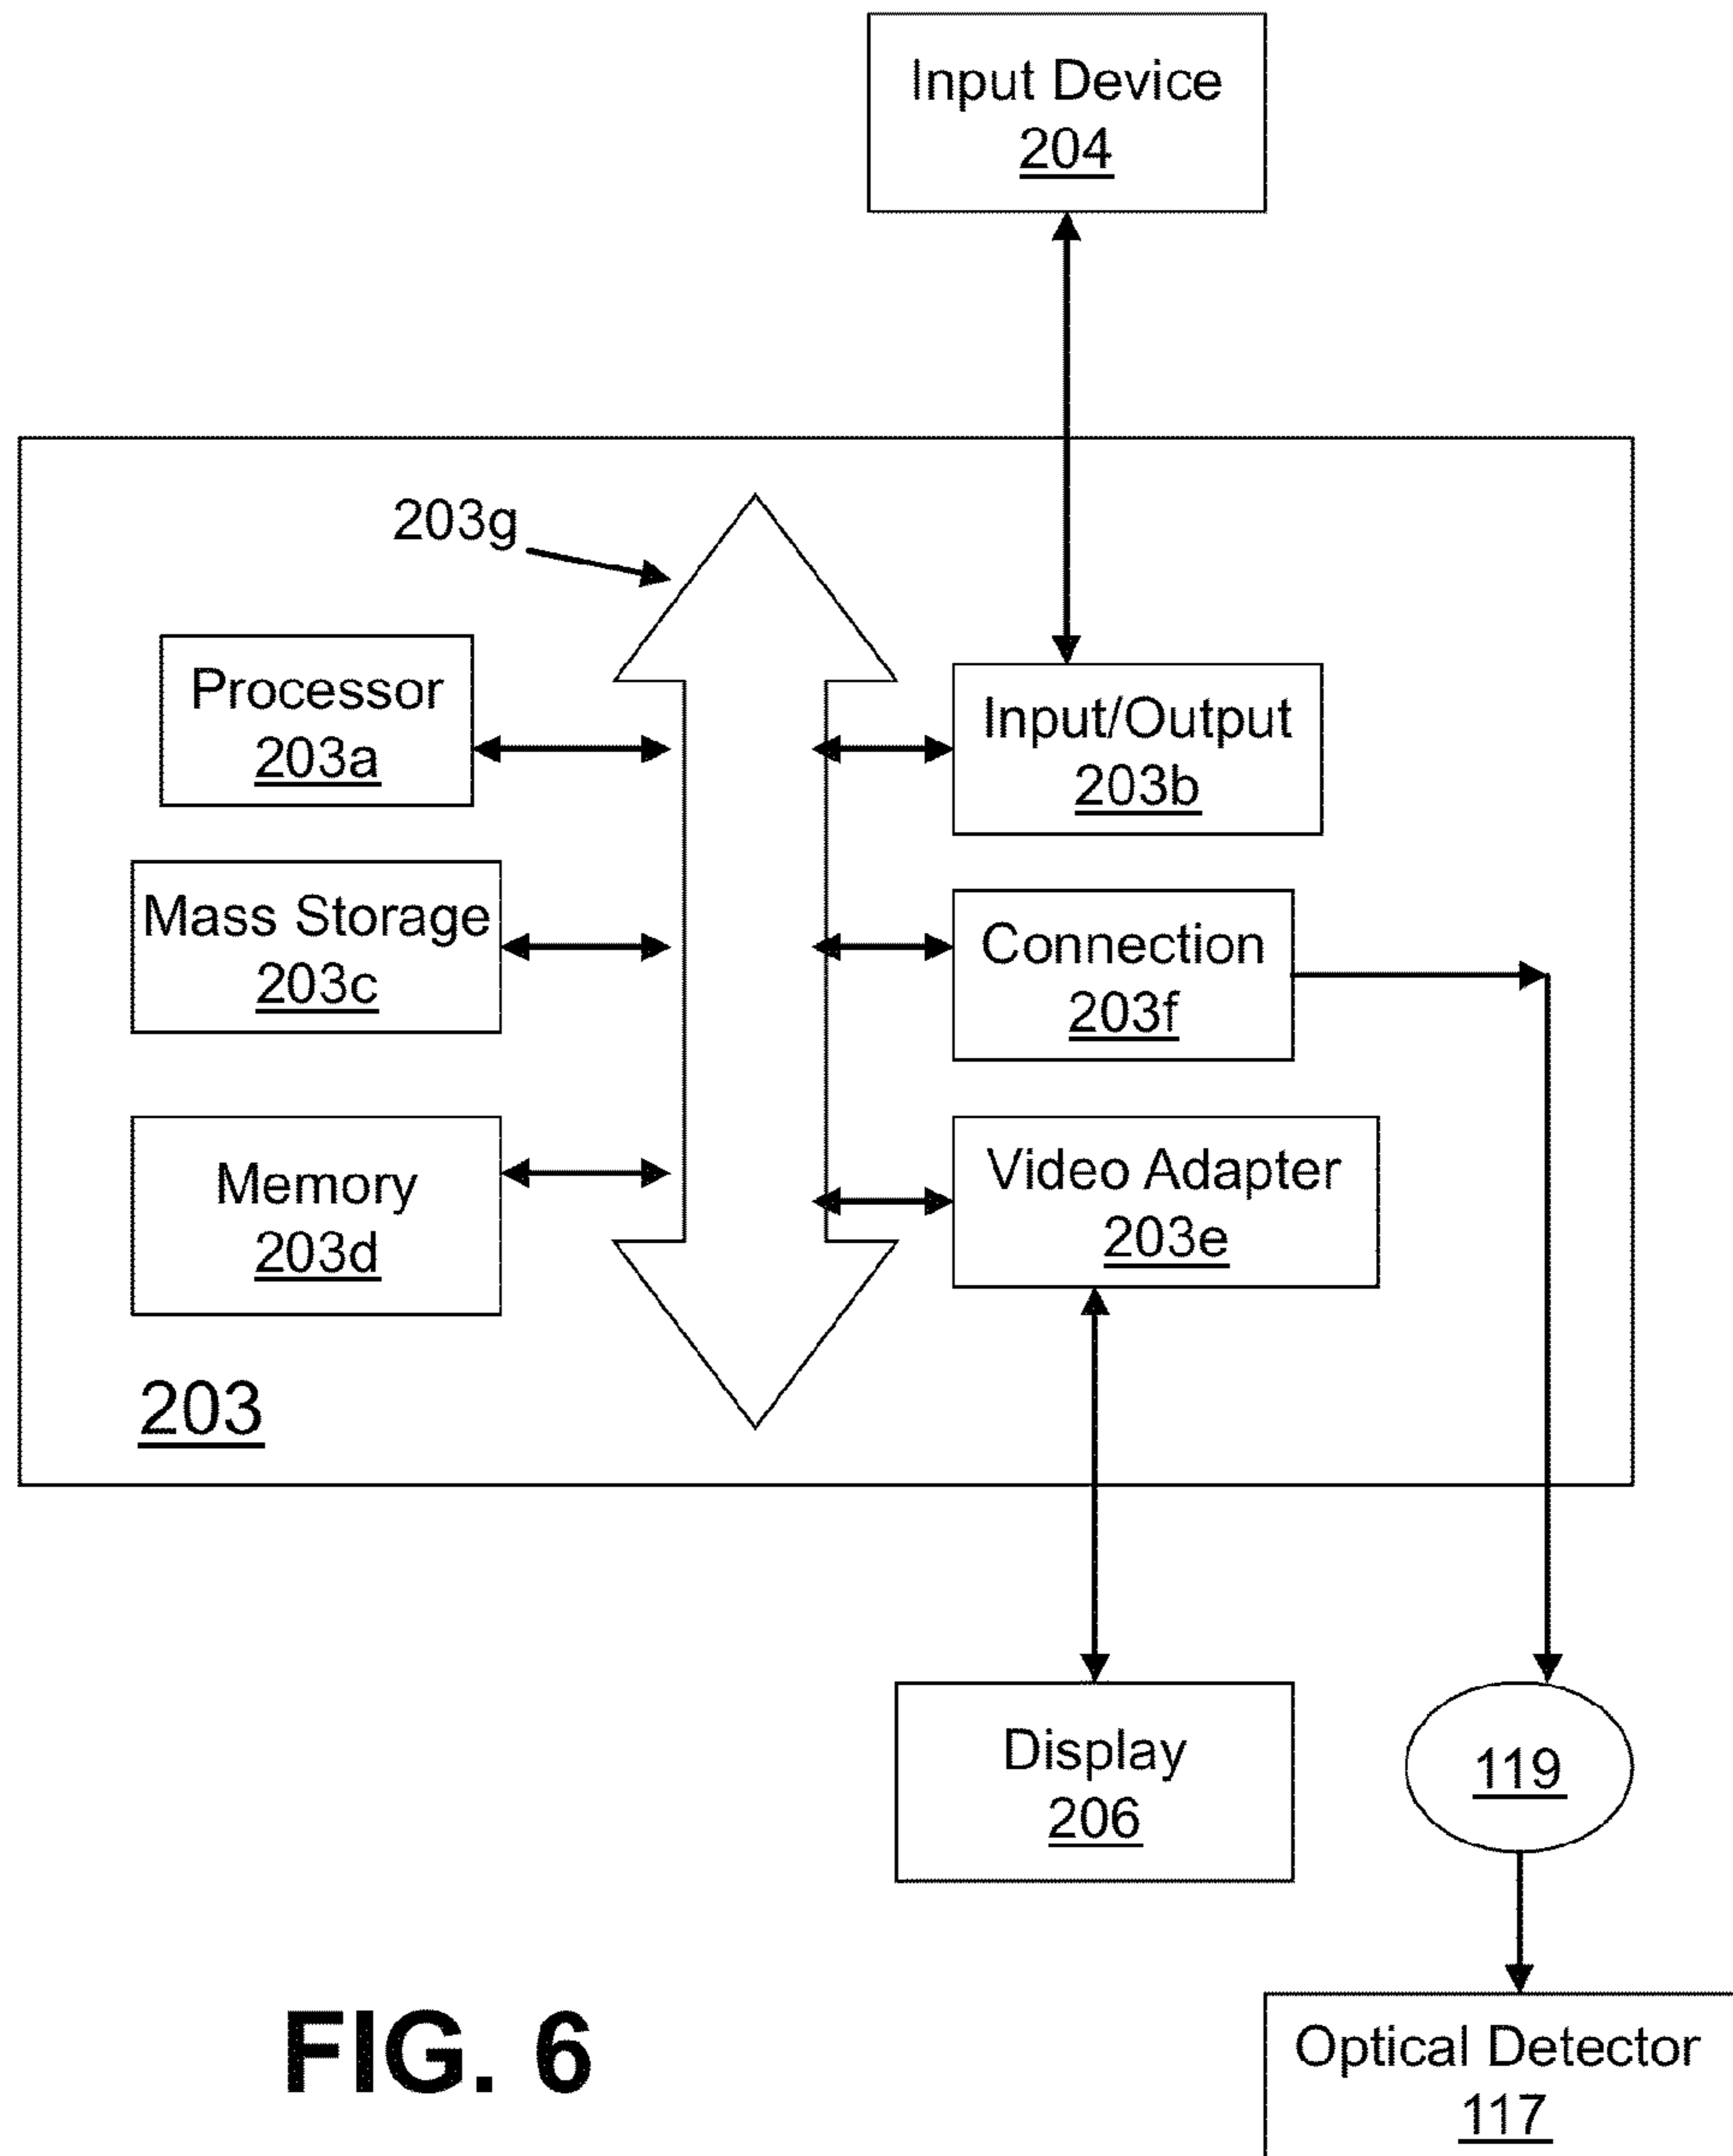 Input Device
204
203g
Processor
203a
Input/Output
203b
Mass Storage
203c
Connection
203f
Memory
203d
Video Adapter
203e
203
Display
206
119
FIG. 6
Optical Detector
117